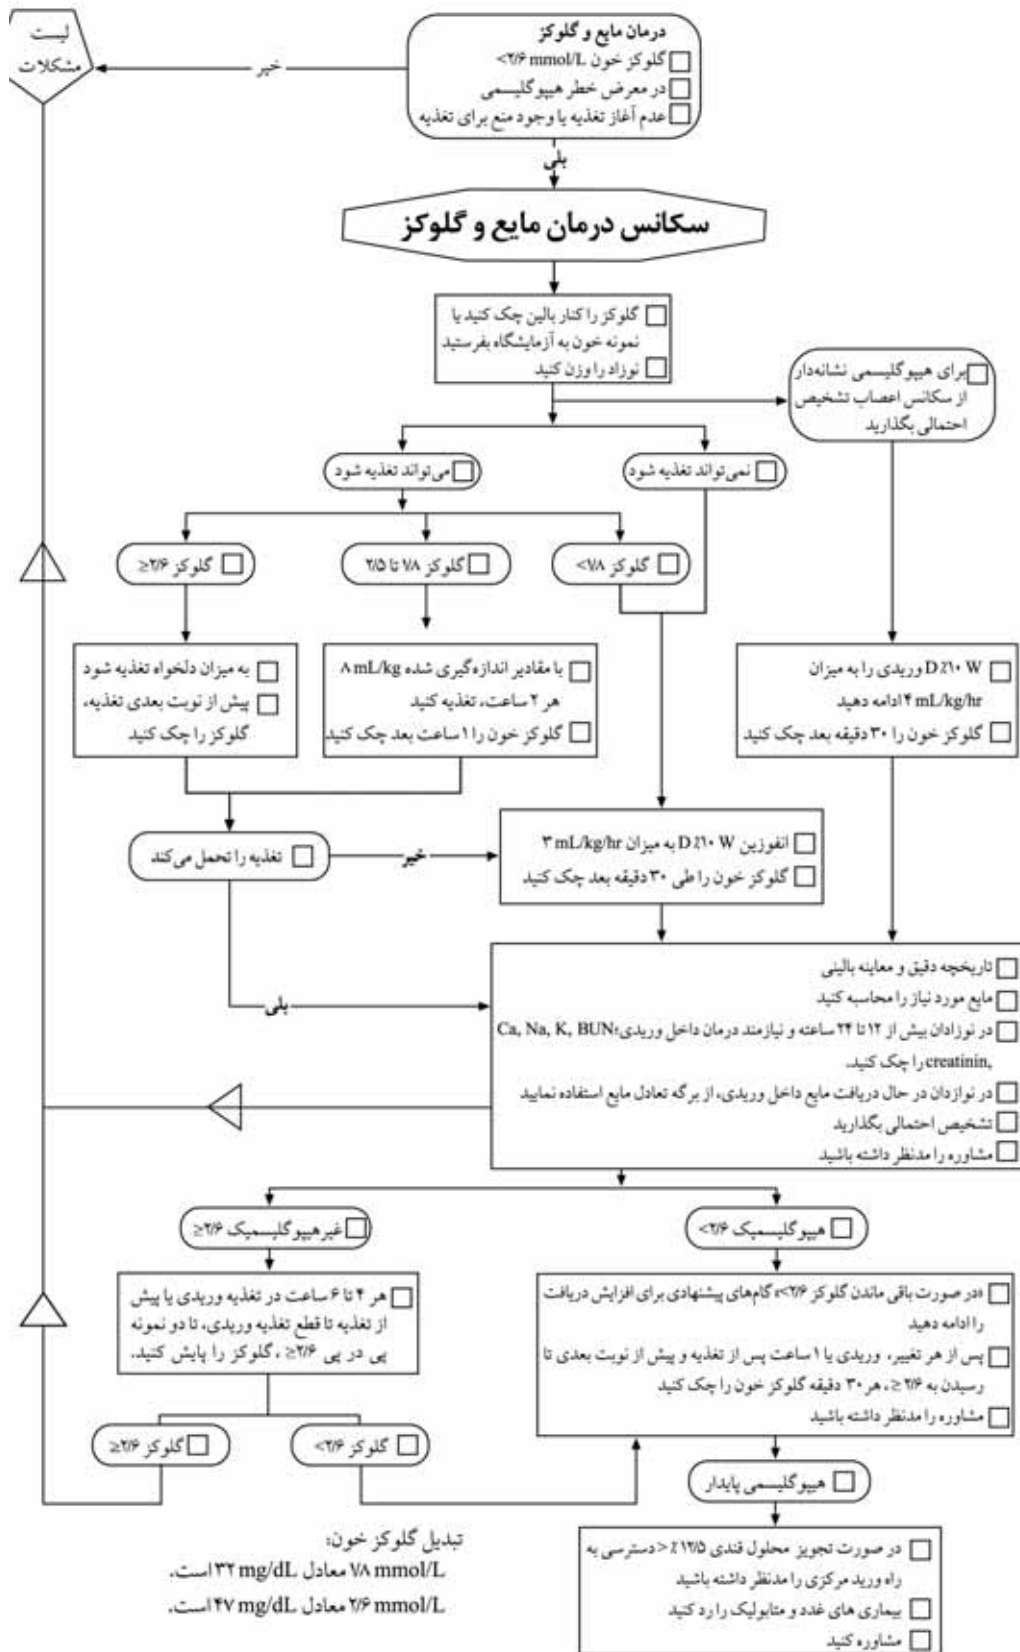 لیست
مشکلات
خیر
درمان مایع و گلوکز
گلوکز خون ۲/۶ mmol/L>
در معرض خطر هیپوگلیسمی
عدم آغاز تغذیه یا وجود منع برای تغذیه
بلی
سکانس درمان مایع و گلوکز
گلوکز را کنار بالین چک کنید یا
نمونه خون به آزمایشگاه بفرستید
نوزاد را وزن کنید
برای هیپوگلیسمی نشانه‌دار
از سکانس اعصاب تشخیص
احتمالی بگذارید
نمی‌تواند تغذیه شود
می‌تواند تغذیه شود
گلوکز ۱/۸>
گلوکز ۱/۸ تا ۲/۵
گلوکز ۲/۶≤
D٪۱۰ W وریدی را به میزان
۴ mL/kg/hr ادامه دهید
گلوکز خون را ۳۰ دقیقه بعد چک کنید
با مقادیر اندازه‌گیری شده ۸ mL/kg
هر ۲ ساعت، تغذیه کنید
گلوکز خون را ۱ ساعت بعد چک کنید
به میزان دلخواه تغذیه شود
پیش از نوبت بعدی تغذیه،
گلوکز را چک کنید
انفوزین D٪۱۰ W به میزان ۳ mL/kg/hr
گلوکز خون را طی ۳۰ دقیقه بعد چک کنید
خیر
تغذیه را تحمل می‌کند
بلی
تاریخچه دقیق و معاینه بالینی
مایع مورد نیاز را محاسبه کنید
در نوزادان بیش از ۱۲ تا ۲۴ ساعته و نیازمند درمان داخل وریدی؛ Ca, Na, K, BUN
,creatinin را چک کنید.
در نوازدان در حال دریافت مایع داخل وریدی، از برگه تعادل مایع استفاده نمایید
تشخیص احتمالی بگذارید
مشاوره را مدنظر داشته باشید
هیپوگلیسمیک ۲/۶>
غیرهیپوگلیسمیک ۲/۶≤
«در صورت باقی ماندن گلوکز ۲/۶>» گام‌های پیشنهادی برای افزایش دریافت
را ادامه دهید
پس از هر تغییر، وریدی یا ۱ ساعت پس از تغذیه و پیش از نوبت بعدی تا
رسیدن به ۲/۶ ≤، هر ۳۰ دقیقه گلوکز خون را چک کنید
مشاوره را مدنظر داشته باشید
هر ۴ تا ۶ ساعت در تغذیه وریدی یا پیش
از تغذیه تا قطع تغذیه وریدی، تا دو نمونه
پی در پی ۲/۶≤، گلوکز را پایش کنید.
گلوکز ۲/۶>
گلوکز ۲/۶≤
هیپوگلیسمی پایدار
در صورت تجویز محلول قندی ۱۲/۵٪ < دسترسی به
راه ورید مرکزی را مدنظر داشته باشید
بیماری های غدد و متابولیک را رد کنید
مشاوره کنید
تبدیل گلوکز خون:
۱/۸ mmol/L معادل ۳۲ mg/dL است.
۲/۶ mmol/L معادل ۴۷ mg/dL است.